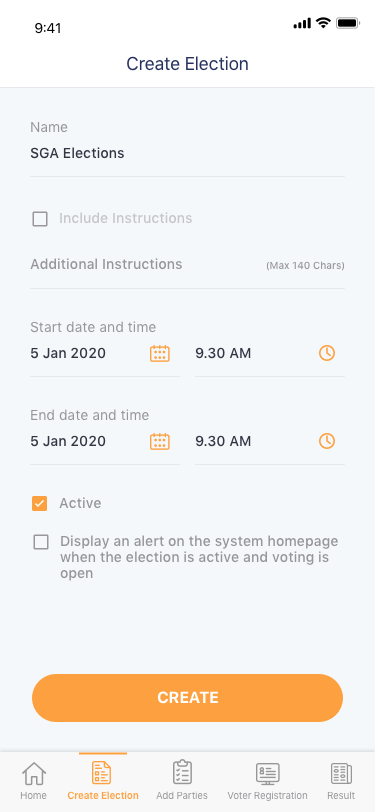 9:41
Create Election
Name
SGA Elections
Include Instructions
Additional Instructions (Max 140 Chars)
Start date and time
5 Jan 2020 9.30 AM
End date and time
5 Jan 2020 9.30 AM
Active
Display an alert on the system homepage
when the election is active and voting is
open
CREATE
Home Create Election Add Parties Voter Registration Result